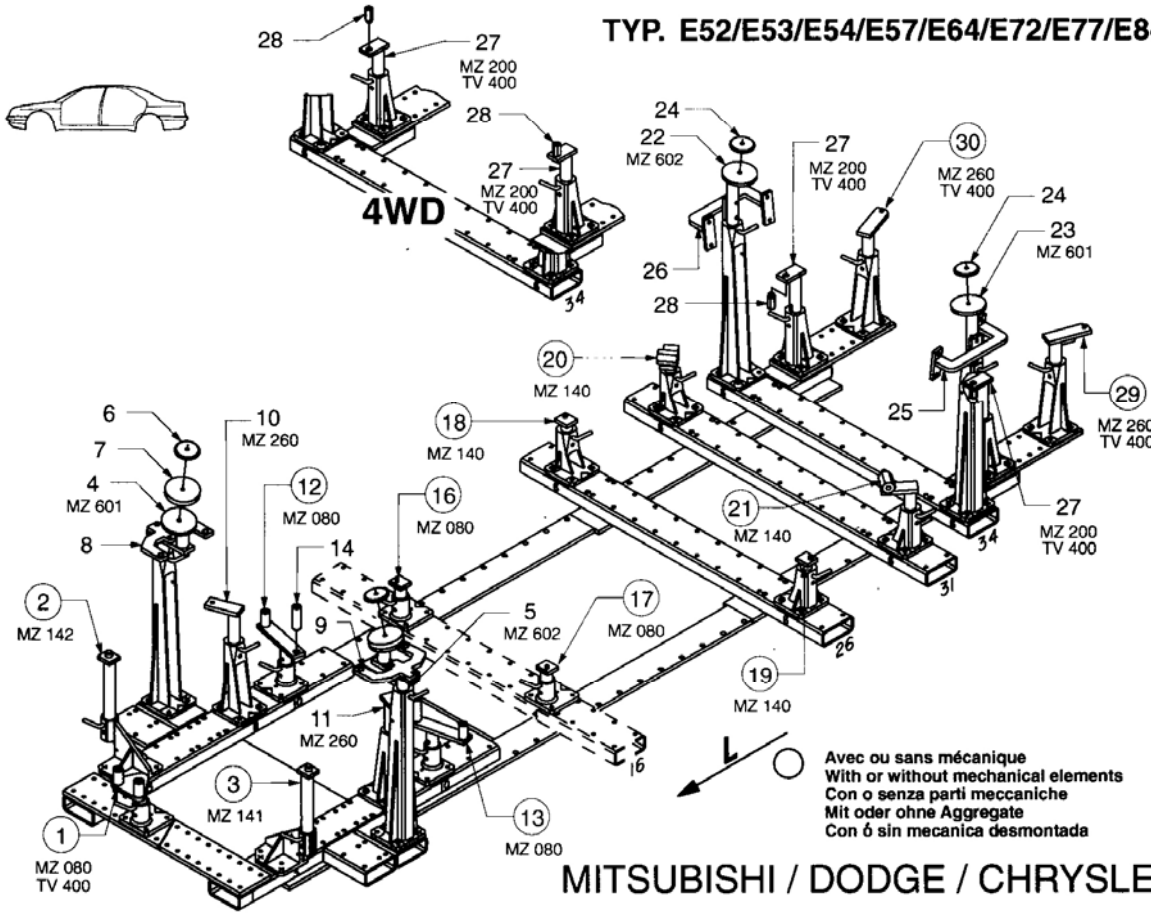 TYP. E52/E53/E54/E57/E64/E72/E77/E8
28
27
MZ 200
TV 400
28
27
MZ 200
TV 400
4WD
34
24
22
MZ 602
27
MZ 200
TV 400
30
MZ 260
TV 400
24
23
MZ 601
26
28
20
MZ 140
25
29
MZ 260
TV 400
18
MZ 140
6
7
4
MZ 601
8
10
MZ 260
12
MZ 080
14
16
MZ 080
21
MZ 140
27
MZ 200
TV 400
34
31
2
MZ 142
9
5
MZ 602
17
MZ 080
26
19
MZ 140
11
MZ 260
16
3
MZ 141
13
MZ 080
1
MZ 080
TV 400
L
Avec ou sans mécanique
With or without mechanical elements
Con o senza parti meccaniche
Mit oder ohne Aggregate
Con ó sin mecanica desmontada
MITSUBISHI / DODGE / CHRYSLE